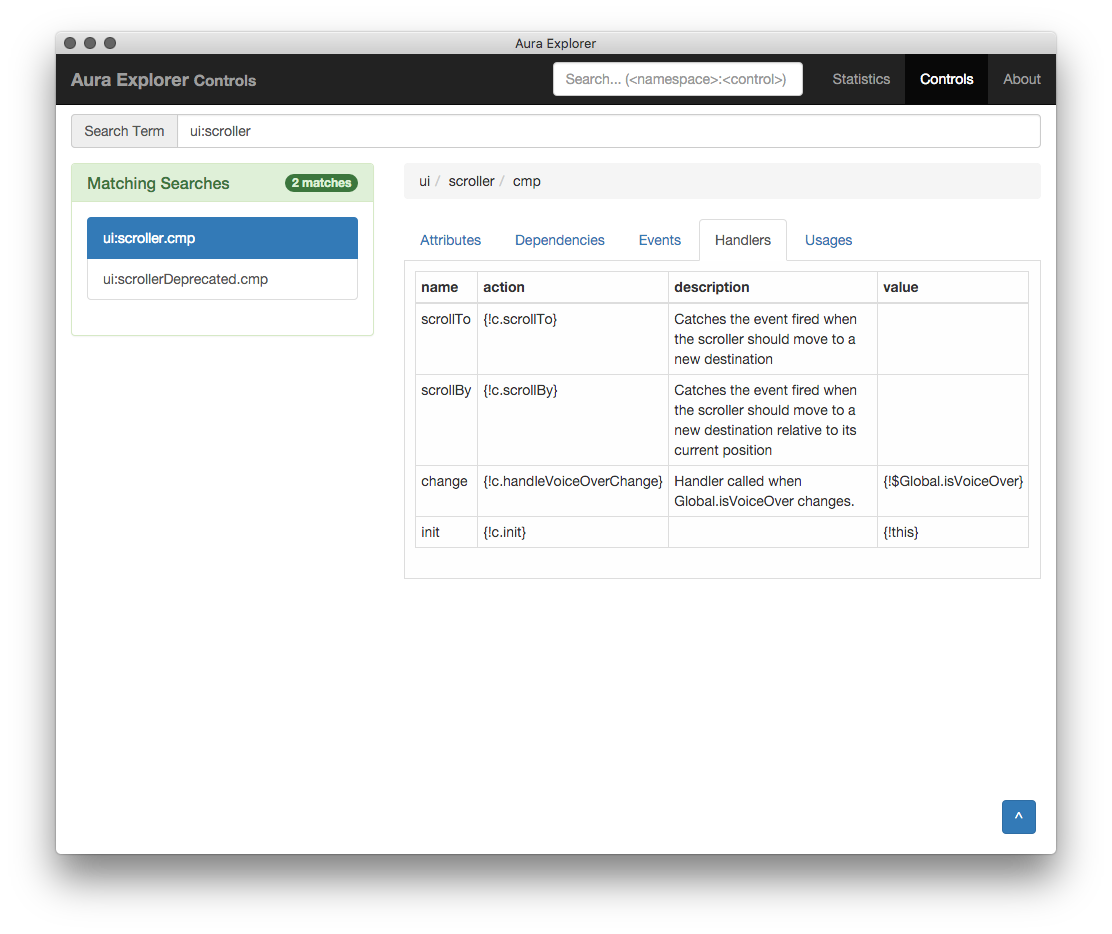 Aura Explorer
Aura Explorer Controls
Search... (<namespace>:<control>)
Statistics
Controls
About
Search Term
ui:scroller
Matching Searches
2 matches
ui:scroller.cmp
ui:scrollerDeprecated.cmp
ui / scroller / cmp
Attributes
Dependencies
Events
Handlers
Usages
name action description value
scrollTo {!c.scrollTo} Catches the event fired when
the scroller should move to a
new destination
scrollBy {!c.scrollBy} Catches the event fired when
the scroller should move to a
new destination relative to its
current position
change {!c.handleVoiceOverChange} Handler called when {!$Global.isVoiceOver}
Global.isVoiceOver changes.
init {!c.init} {!this}
^